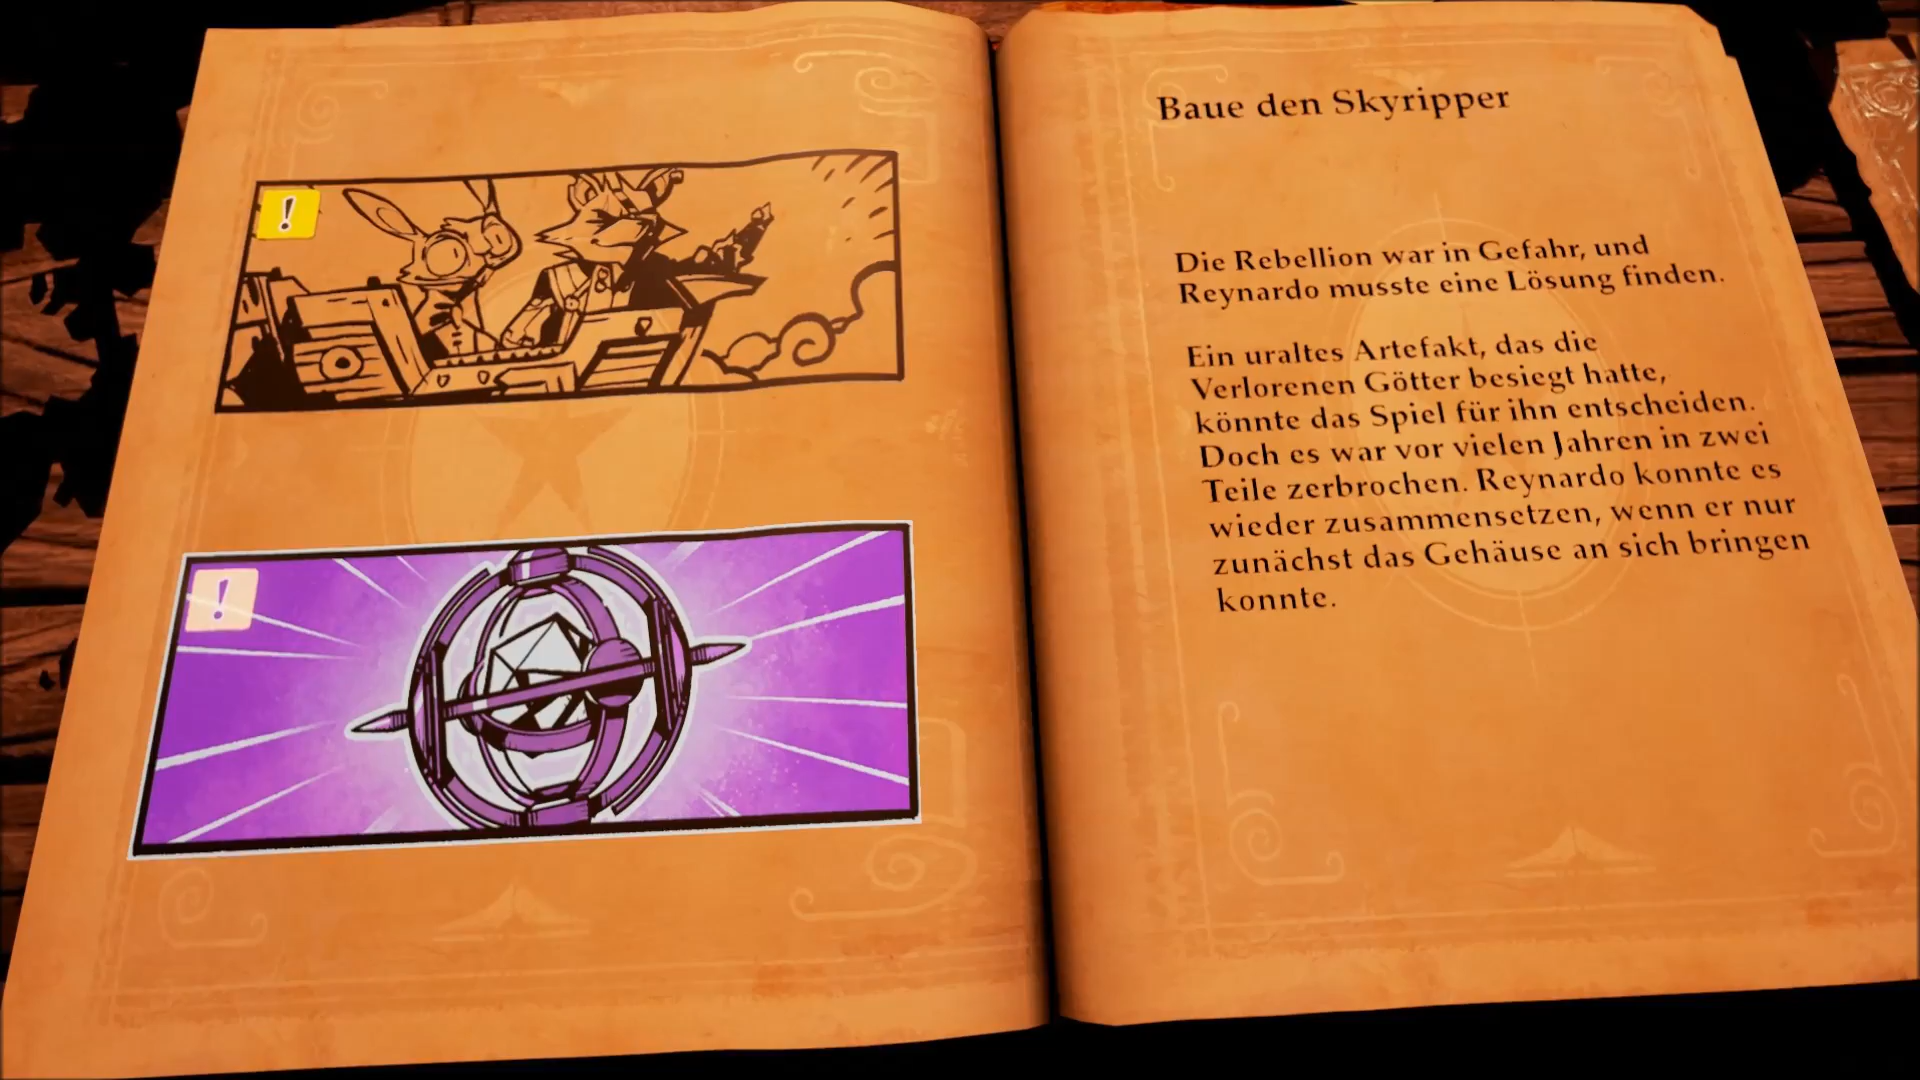 !
!
Baue den Skyripper
Die Rebellion war in Gefahr, und
Reynardo musste eine Lösung finden.
Ein uraltes Artefakt, das die
Verlorenen Götter besiegt hatte,
könnte das Spiel für ihn entscheiden.
Doch es war vor vielen Jahren in zwei
Teile zerbrochen. Reynardo konnte es
wieder zusammensetzen, wenn er nur
zunächst das Gehäuse an sich bringen
konnte.